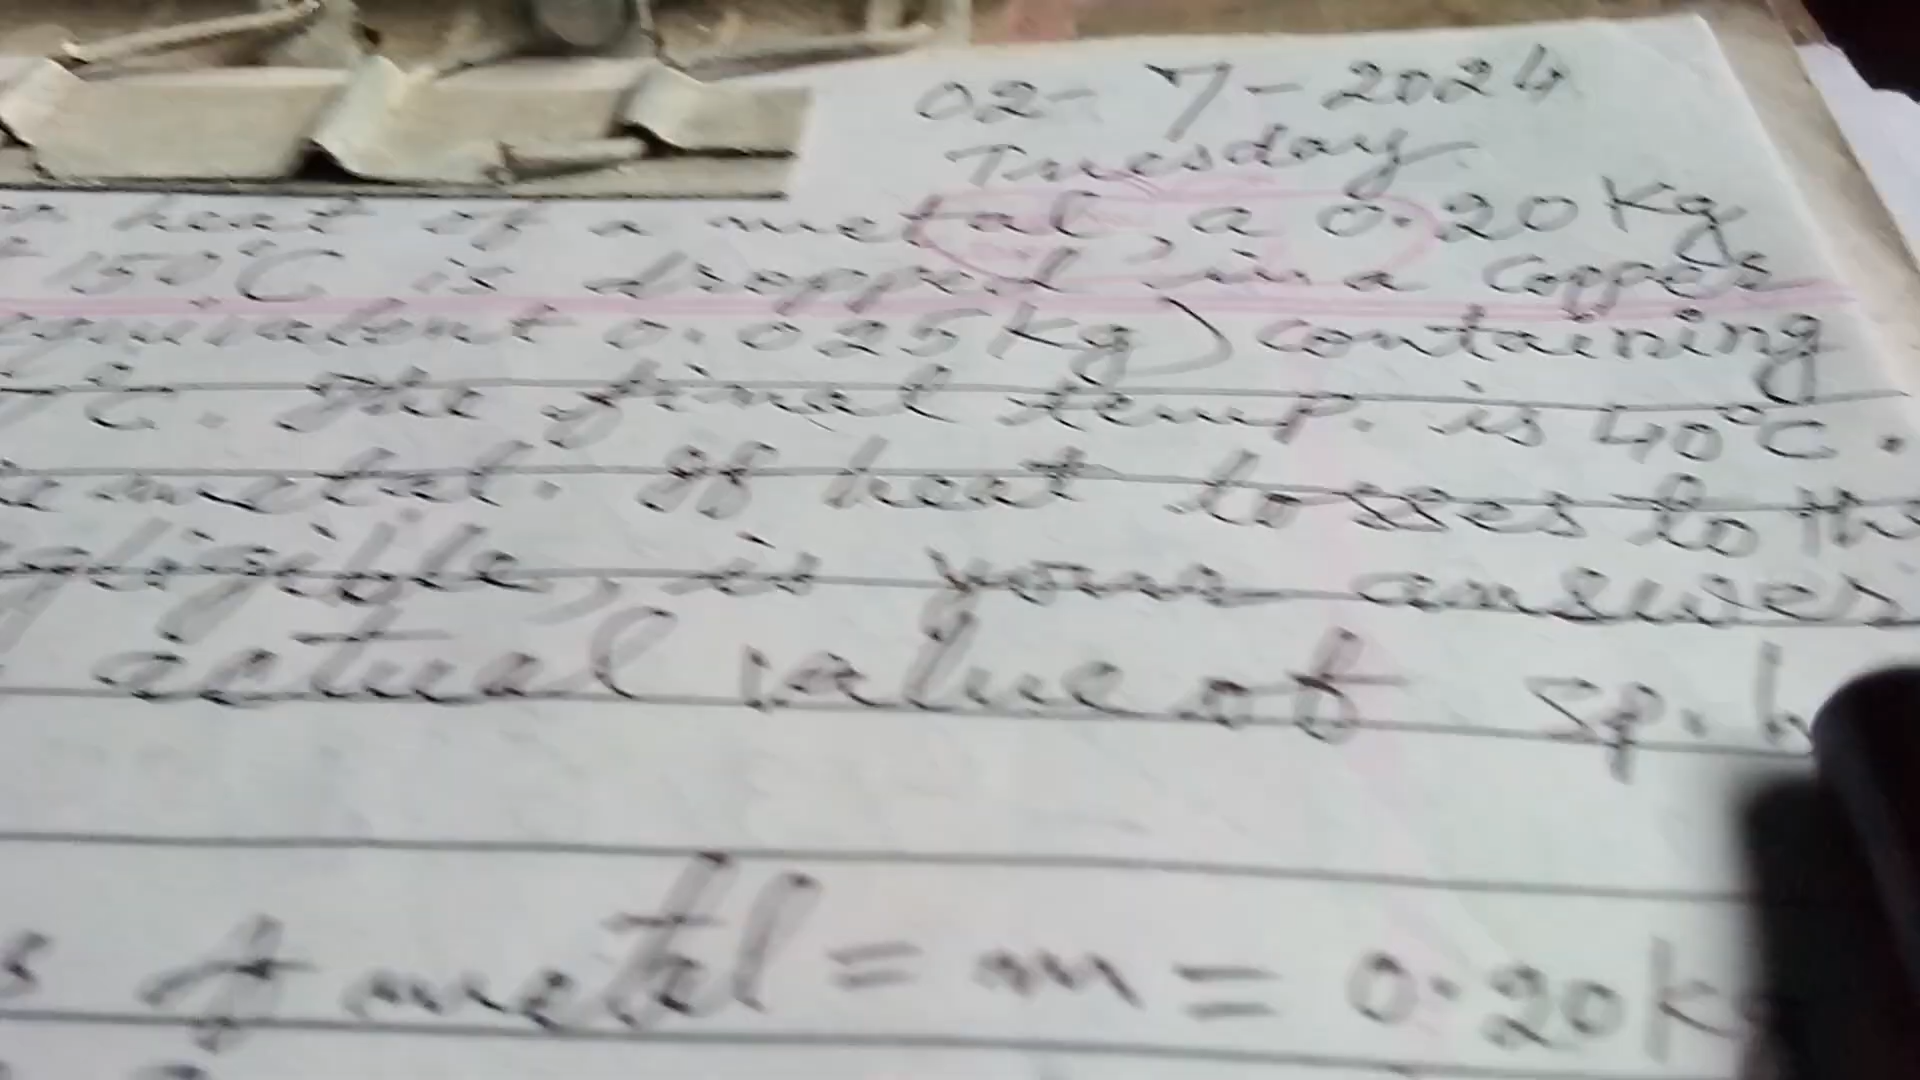 02-7-2024
Tuesday.
heat of a metal, a 0.20 Kg
150°C is dropped in a copper
equivalent 0.025 Kg) containing
°C. The final temp. is 40°C.
metal. If heat losses to the
negligible, is your answer
actual value of sp. h
of metal = m = 0.20 K